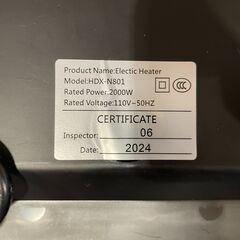 Product Name:Electic Heater
Model:HDX-N801
Rated Power:2000W
Rated Voltage:110V~50HZ
CCC
CERTIFICATE
Inspector: 06
Date: 2024